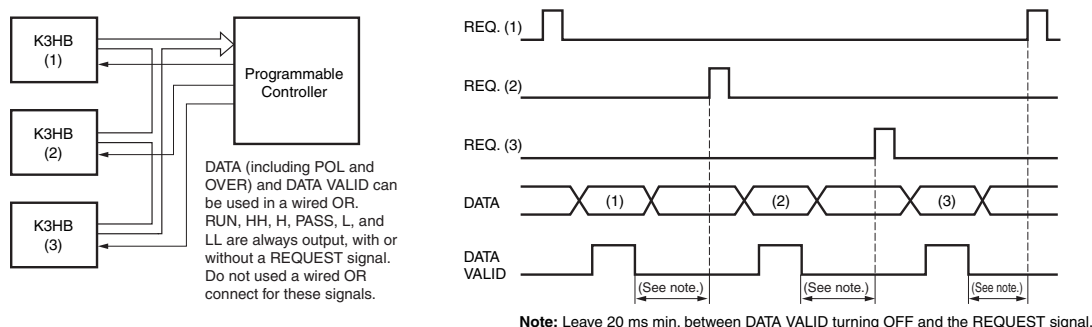 K3HB
(1)
K3HB
(2)
K3HB
(3)
Programmable
Controller
DATA (including POL and
OVER) and DATA VALID can
be used in a wired OR.
RUN, HH, H, PASS, L, and
LL are always output, with or
without a REQUEST signal.
Do not used a wired OR
connect for these signals.
REQ. (1)
REQ. (2)
REQ. (3)
DATA
(1)
(2)
(3)
DATA
VALID
(See note.)
(See note.)
(See note.)
Note: Leave 20 ms min. between DATA VALID turning OFF and the REQUEST signal.